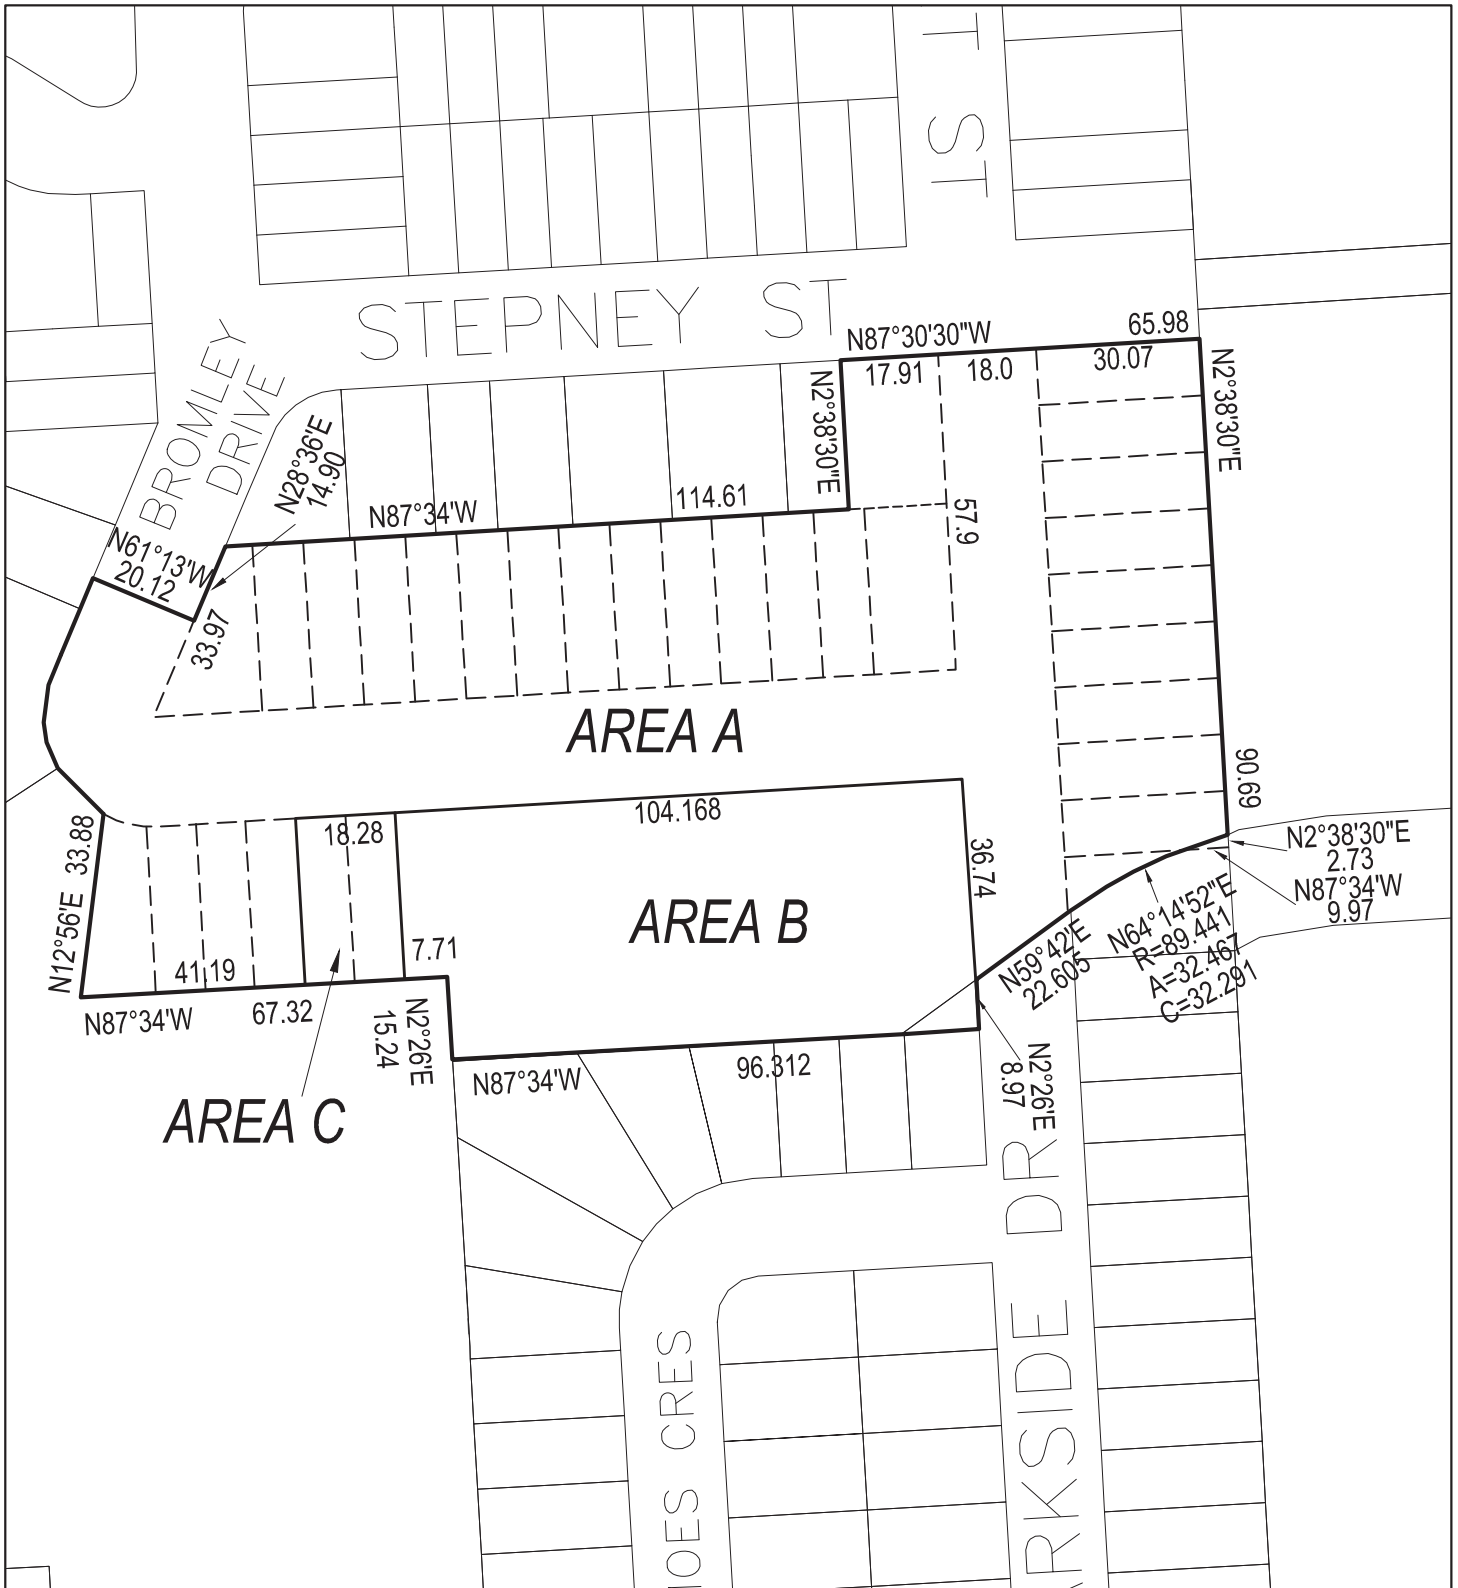 ST
ST
STEPNEY ST
N87°30'30"W
65.98
17.91
18.0
30.07
N2°38'30"E
N2°38'30"E
BROMLEY
DRIVE
N28°36'E
14.90
N87°34'W
114.61
57.9
N61°13'W
20.12
33.97
AREA A
90.69
104.168
18.28
N12°56'E 33.88
36.74
N2°38'30"E
2.73
N87°34'W
9.97
AREA B
N64°14'52"E
R=89.441
A=32.467
C=32.291
N59°42'E
22.605
7.71
41.19
N87°34'W
67.32
N2°26'E
15.24
N87°34'W
96.312
N2°26'E
8.97
AREA C
RKSIDE DR
OES CRES